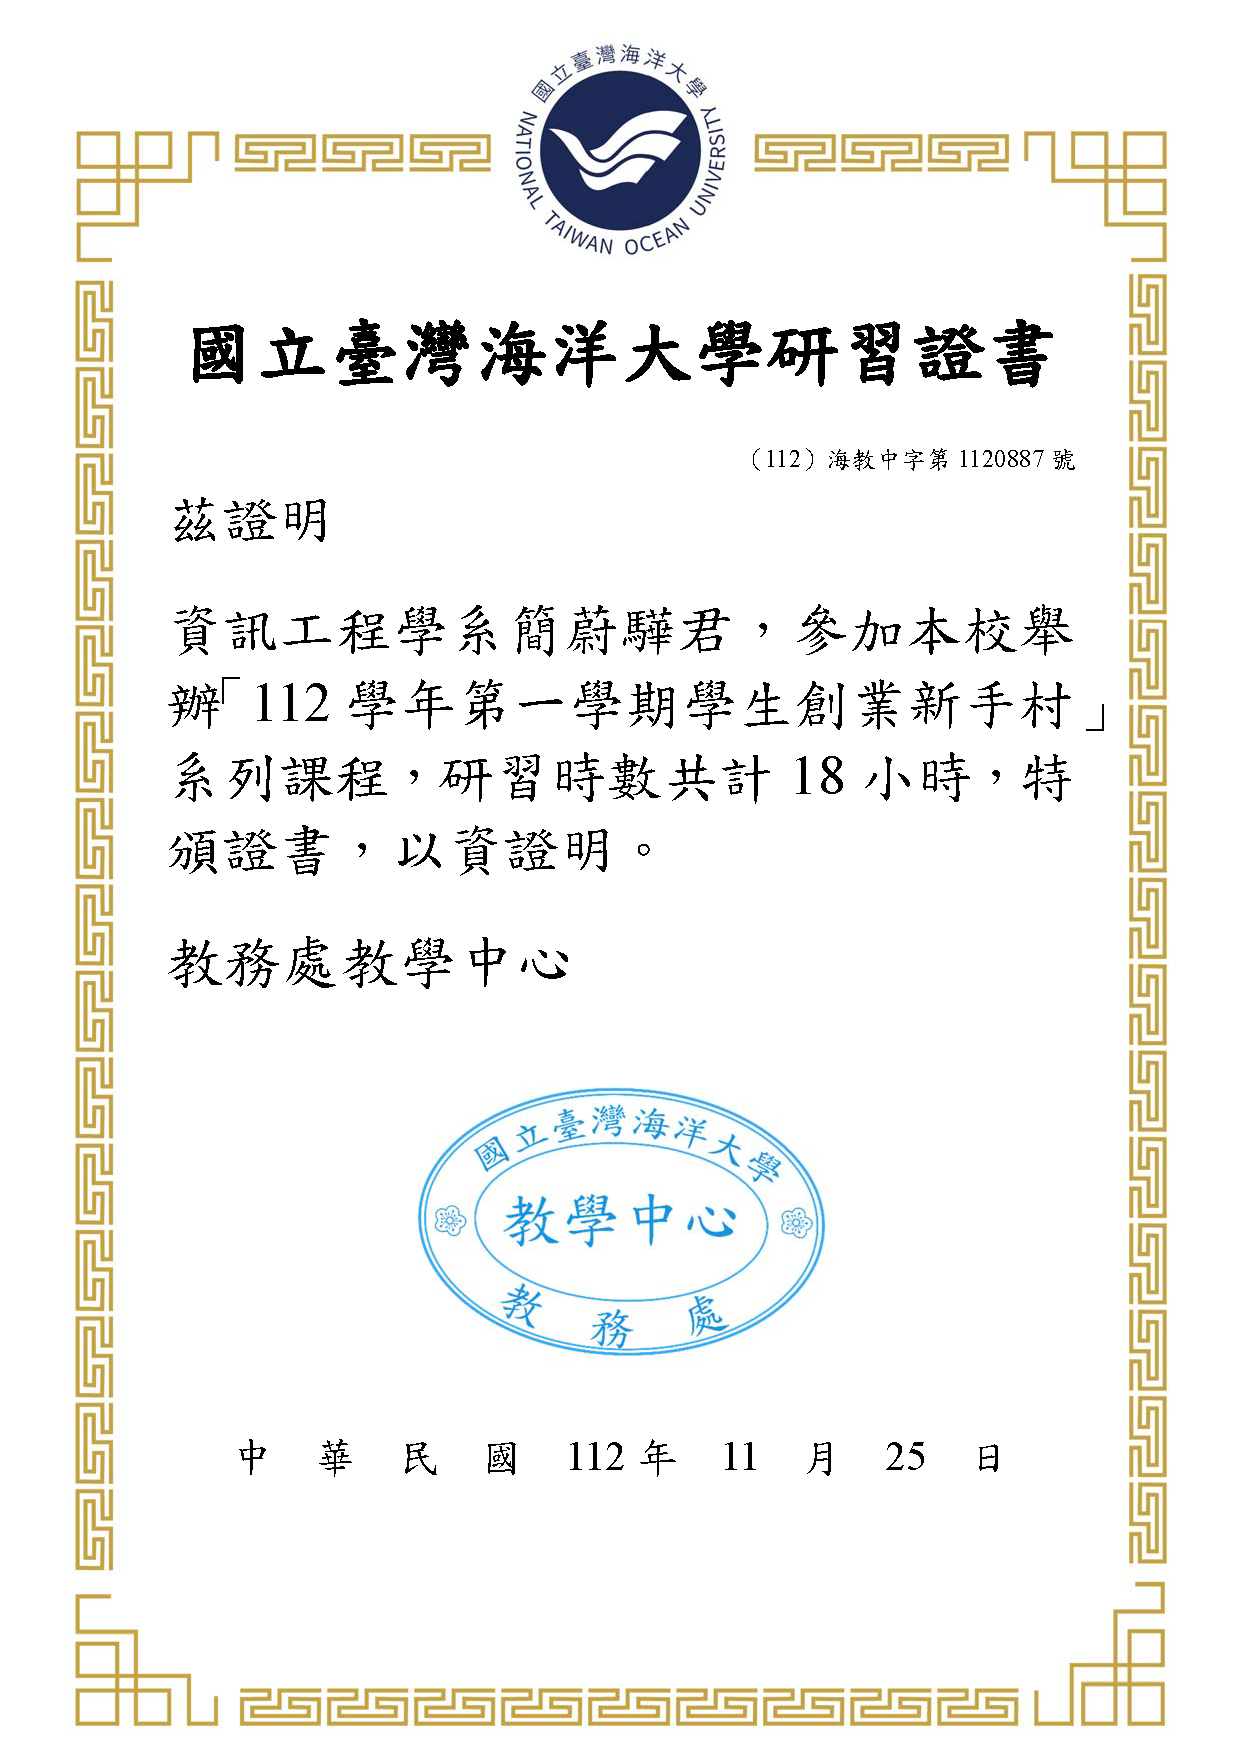 國立臺灣海洋大學
NATIONAL TAIWAN OCEAN UNIVERSITY
國立臺灣海洋大學研習證書
（112）海教中字第 1120887 號
茲證明
資訊工程學系簡蔚驊君，參加本校舉
辦「112 學年第一學期學生創業新手村」
系列課程，研習時數共計 18 小時，特
頒證書，以資證明。
教務處教學中心
國立臺灣海洋大學
教學中心
教務處
中華民國 112 年 11 月 25 日